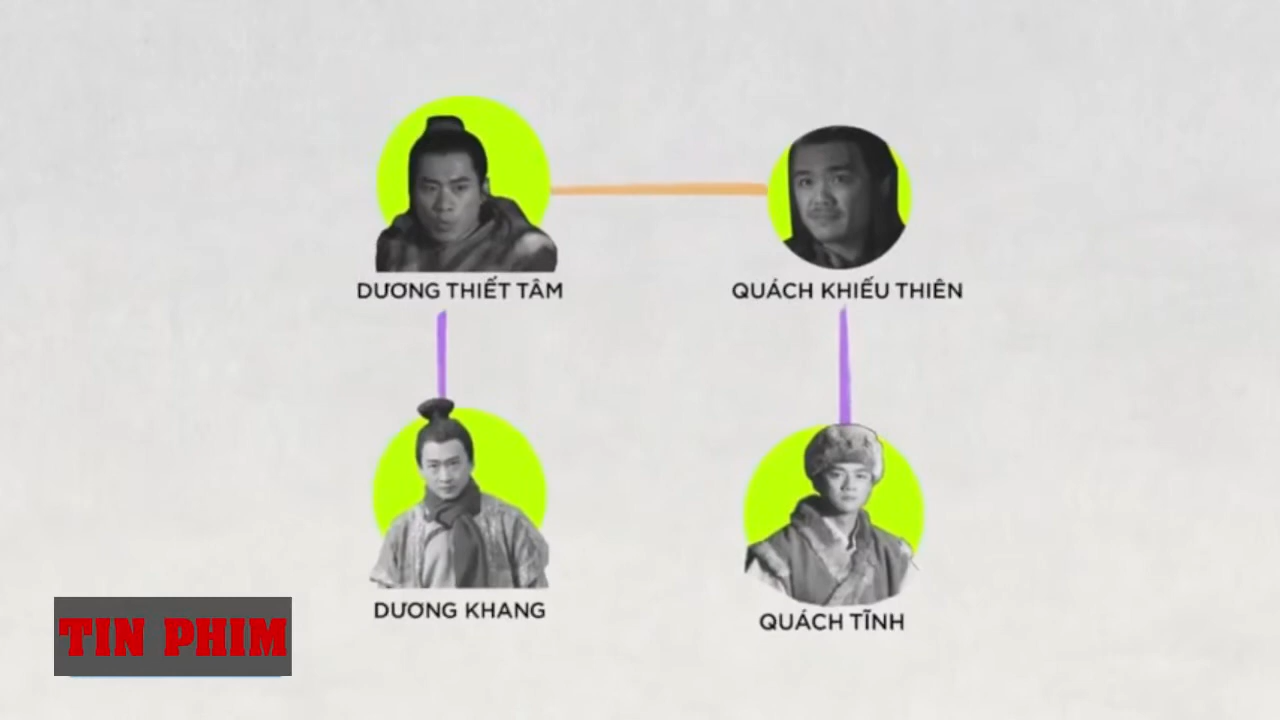 DƯƠNG THIẾT TÂM
QUÁCH KHIẾU THIÊN
DƯƠNG KHANG
QUÁCH TĨNH
TIN PHIM